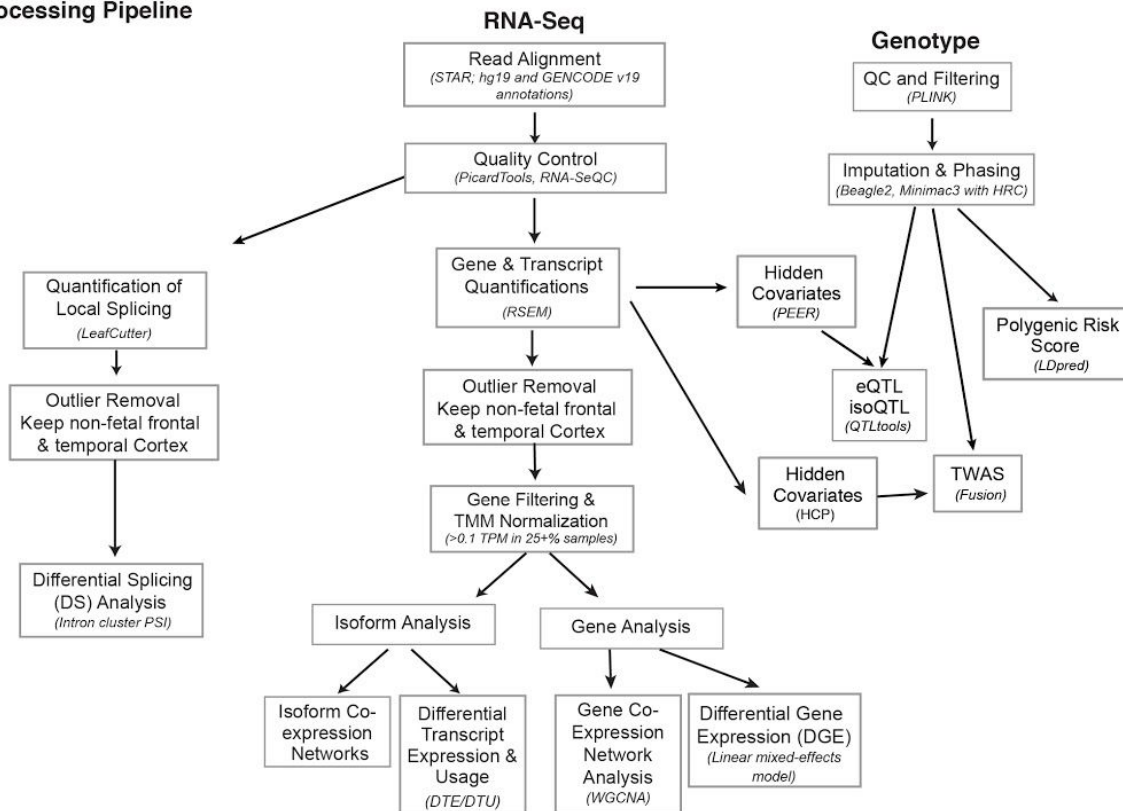 ocessing Pipeline
RNA-Seq
Read Alignment
(STAR; hg19 and GENCODE v19
annotations)
Quality Control
(PicardTools, RNA-SeQC)
Quantification of
Local Splicing
(LeafCutter)
Outlier Removal
Keep non-fetal frontal
& temporal Cortex
Differential Splicing
(DS) Analysis
(Intron cluster PSI)
Gene & Transcript
Quantifications
(RSEM)
Outlier Removal
Keep non-fetal frontal
& temporal Cortex
Gene Filtering &
TMM Normalization
(>0.1 TPM in 25+% samples)
Isoform Analysis
Gene Analysis
Isoform Co-
expression
Networks
Differential
Transcript
Expression &
Usage
(DTE/DTU)
Gene Co-
Expression
Network
Analysis
(WGCNA)
Differential Gene
Expression (DGE)
(Linear mixed-effects
model)
Genotype
QC and Filtering
(PLINK)
Imputation & Phasing
(Beagle2, Minimac3 with HRC)
Hidden
Covariates
(PEER)
Polygenic Risk
Score
(LDpred)
eQTL
isoQTL
(QTLtools)
Hidden
Covariates
(HCP)
TWAS
(Fusion)